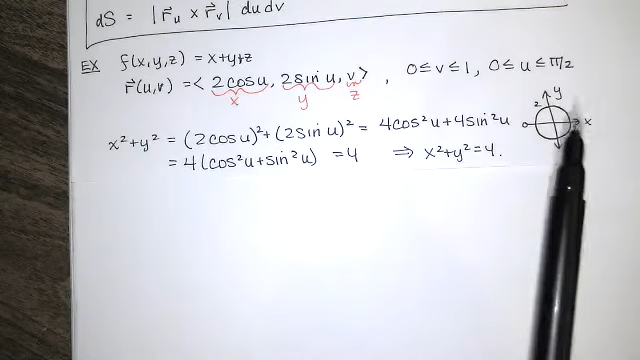 dS = | r⃗u × r⃗v | du dv
EX f(x,y,z) = x+y+z
r⃗(u,v) = < 2cosu, 2sinu, v > , 0≤v≤1, 0≤u≤π/2
x y z
x²+y² = (2cosu)²+(2sinu)² = 4cos²u+4sin²u
= 4(cos²u+sin²u) = 4 ⇒ x²+y²=4.
y
2
x